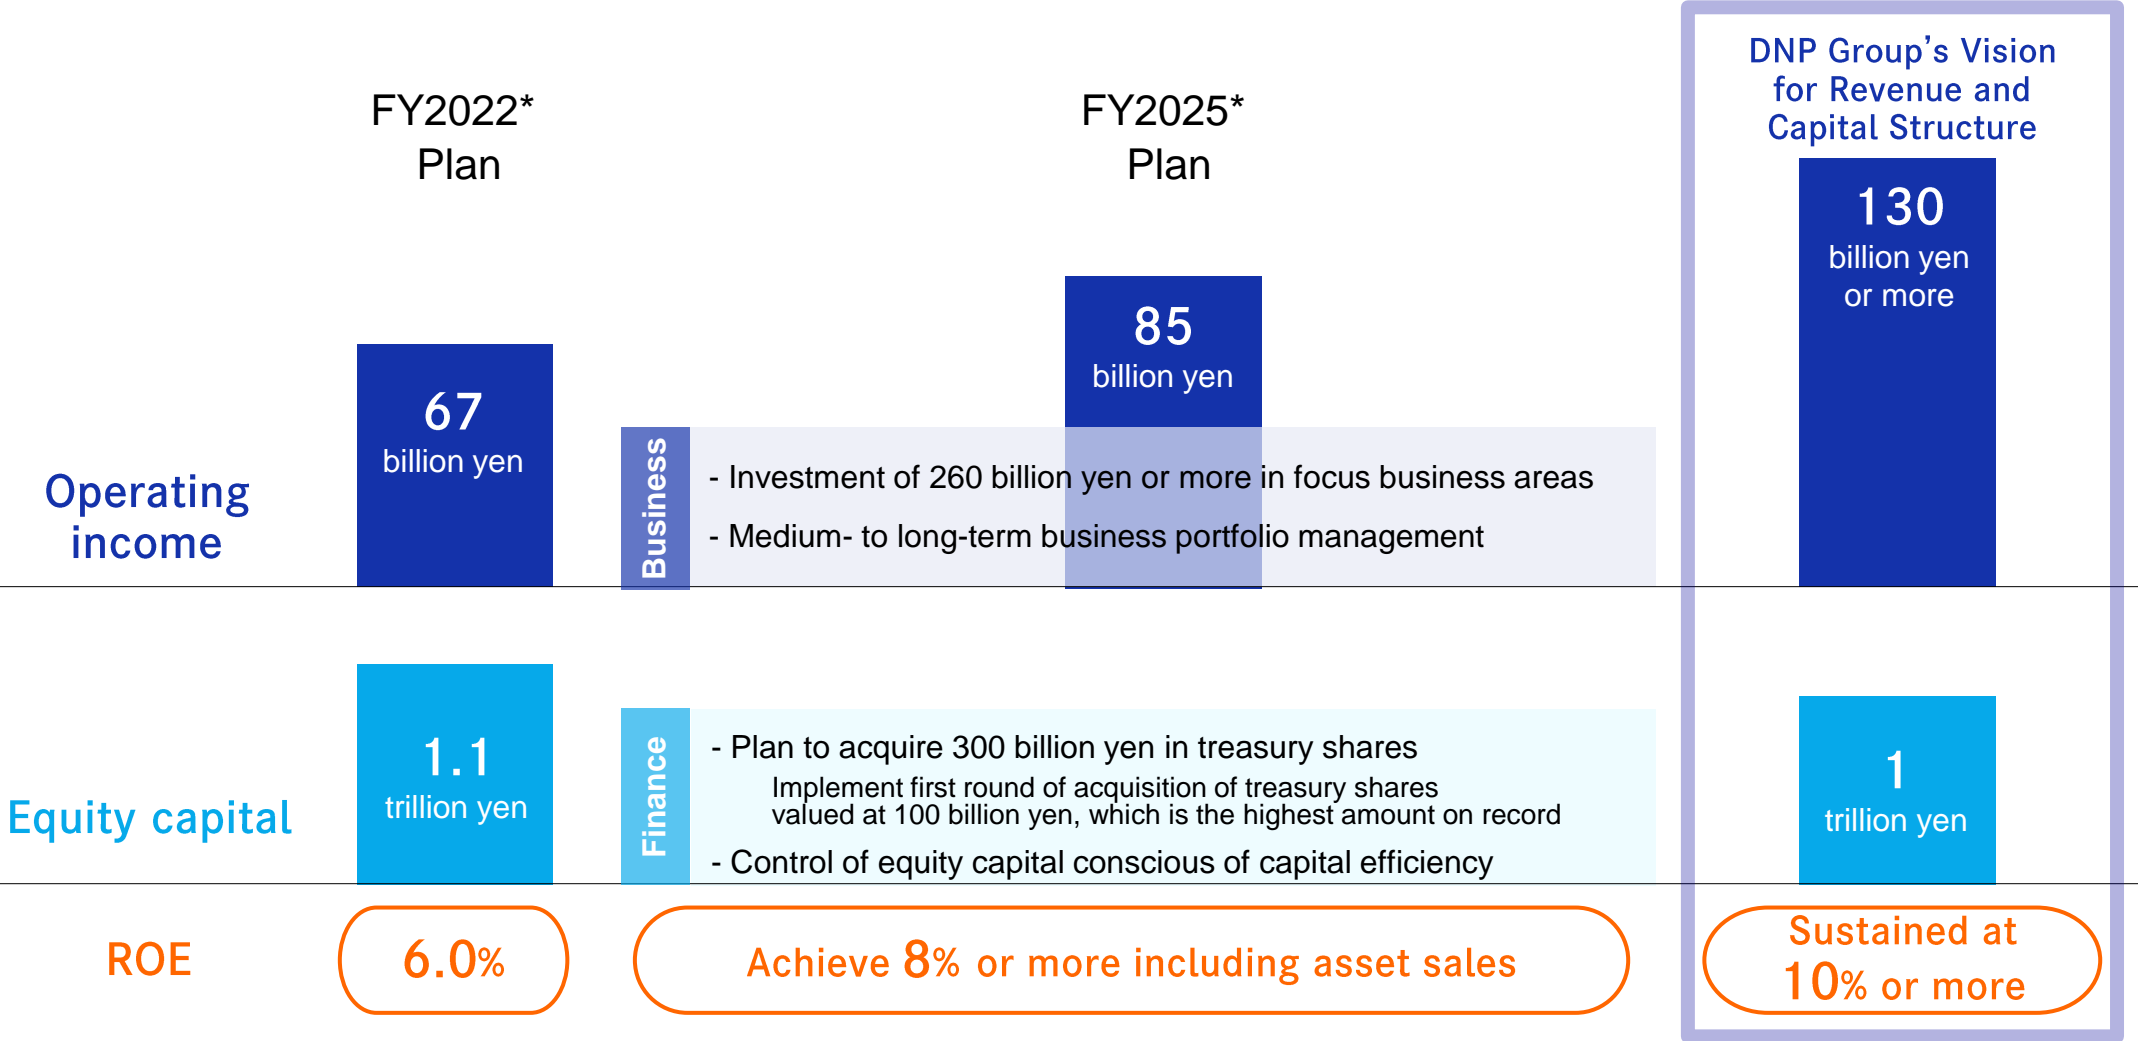 FY2022*
Plan
FY2025*
Plan
DNP Group's Vision
for Revenue and
Capital Structure
Operating
income
67
billion yen
85
billion yen
130
billion yen
or more
Business
- Investment of 260 billion yen or more in focus business areas
- Medium- to long-term business portfolio management
Equity capital
1.1
trillion yen
Finance
- Plan to acquire 300 billion yen in treasury shares
Implement first round of acquisition of treasury shares
valued at 100 billion yen, which is the highest amount on record
- Control of equity capital conscious of capital efficiency
1
trillion yen
ROE
6.0%
Achieve 8% or more including asset sales
Sustained at
10% or more